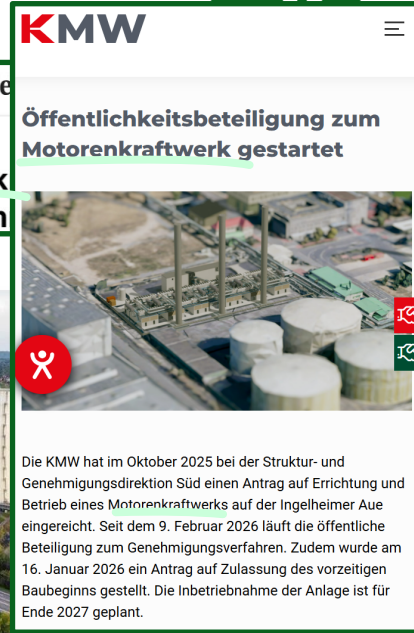 KMW
Öffentlichkeitsbeteiligung zum
Motorenkraftwerk gestartet
Die KMW hat im Oktober 2025 bei der Struktur- und
Genehmigungsdirektion Süd einen Antrag auf Errichtung und
Betrieb eines Motorenkraftwerks auf der Ingelheimer Aue
eingereicht. Seit dem 9. Februar 2026 läuft die öffentliche
Beteiligung zum Genehmigungsverfahren. Zudem wurde am
16. Januar 2026 ein Antrag auf Zulassung des vorzeitigen
Baubeginns gestellt. Die Inbetriebnahme der Anlage ist für
Ende 2027 geplant.